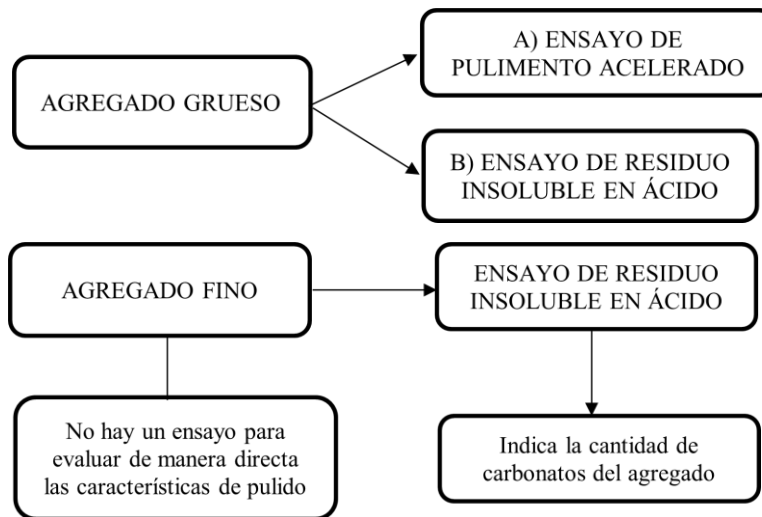 A) ENSAYO DE
PULIMENTO ACELERADO
AGREGADO GRUESO
B) ENSAYO DE RESIDUO
INSOLUBLE EN ÁCIDO
AGREGADO FINO
ENSAYO DE RESIDUO
INSOLUBLE EN ÁCIDO
No hay un ensayo para
evaluar de manera directa
las características de pulido
Indica la cantidad de
carbonatos del agregado